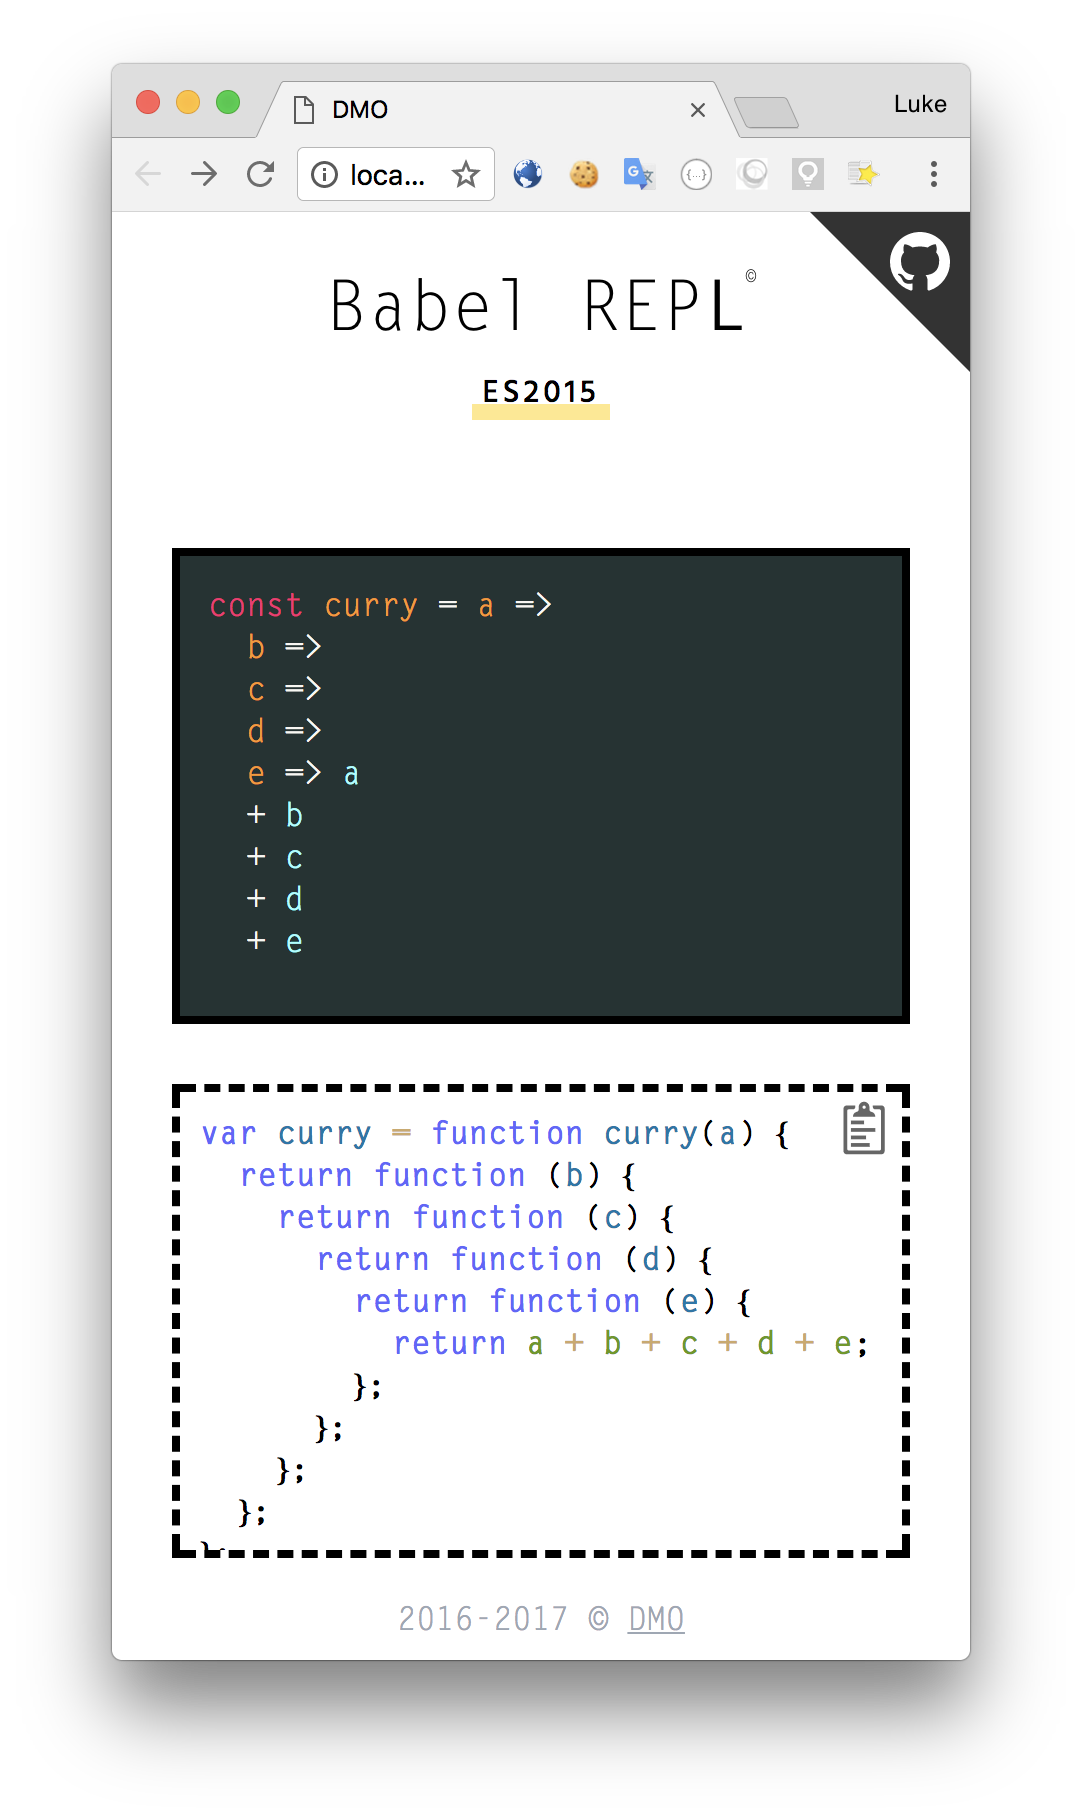 DMO
Luke
loca...
Babel REPL©
ES2015
const curry = a =>
  b =>
  c =>
  d =>
  e => a
  + b
  + c
  + d
  + e
var curry = function curry(a) {
  return function (b) {
    return function (c) {
      return function (d) {
        return function (e) {
          return a + b + c + d + e;
        };
      };
    };
  };
2016-2017 © DMO